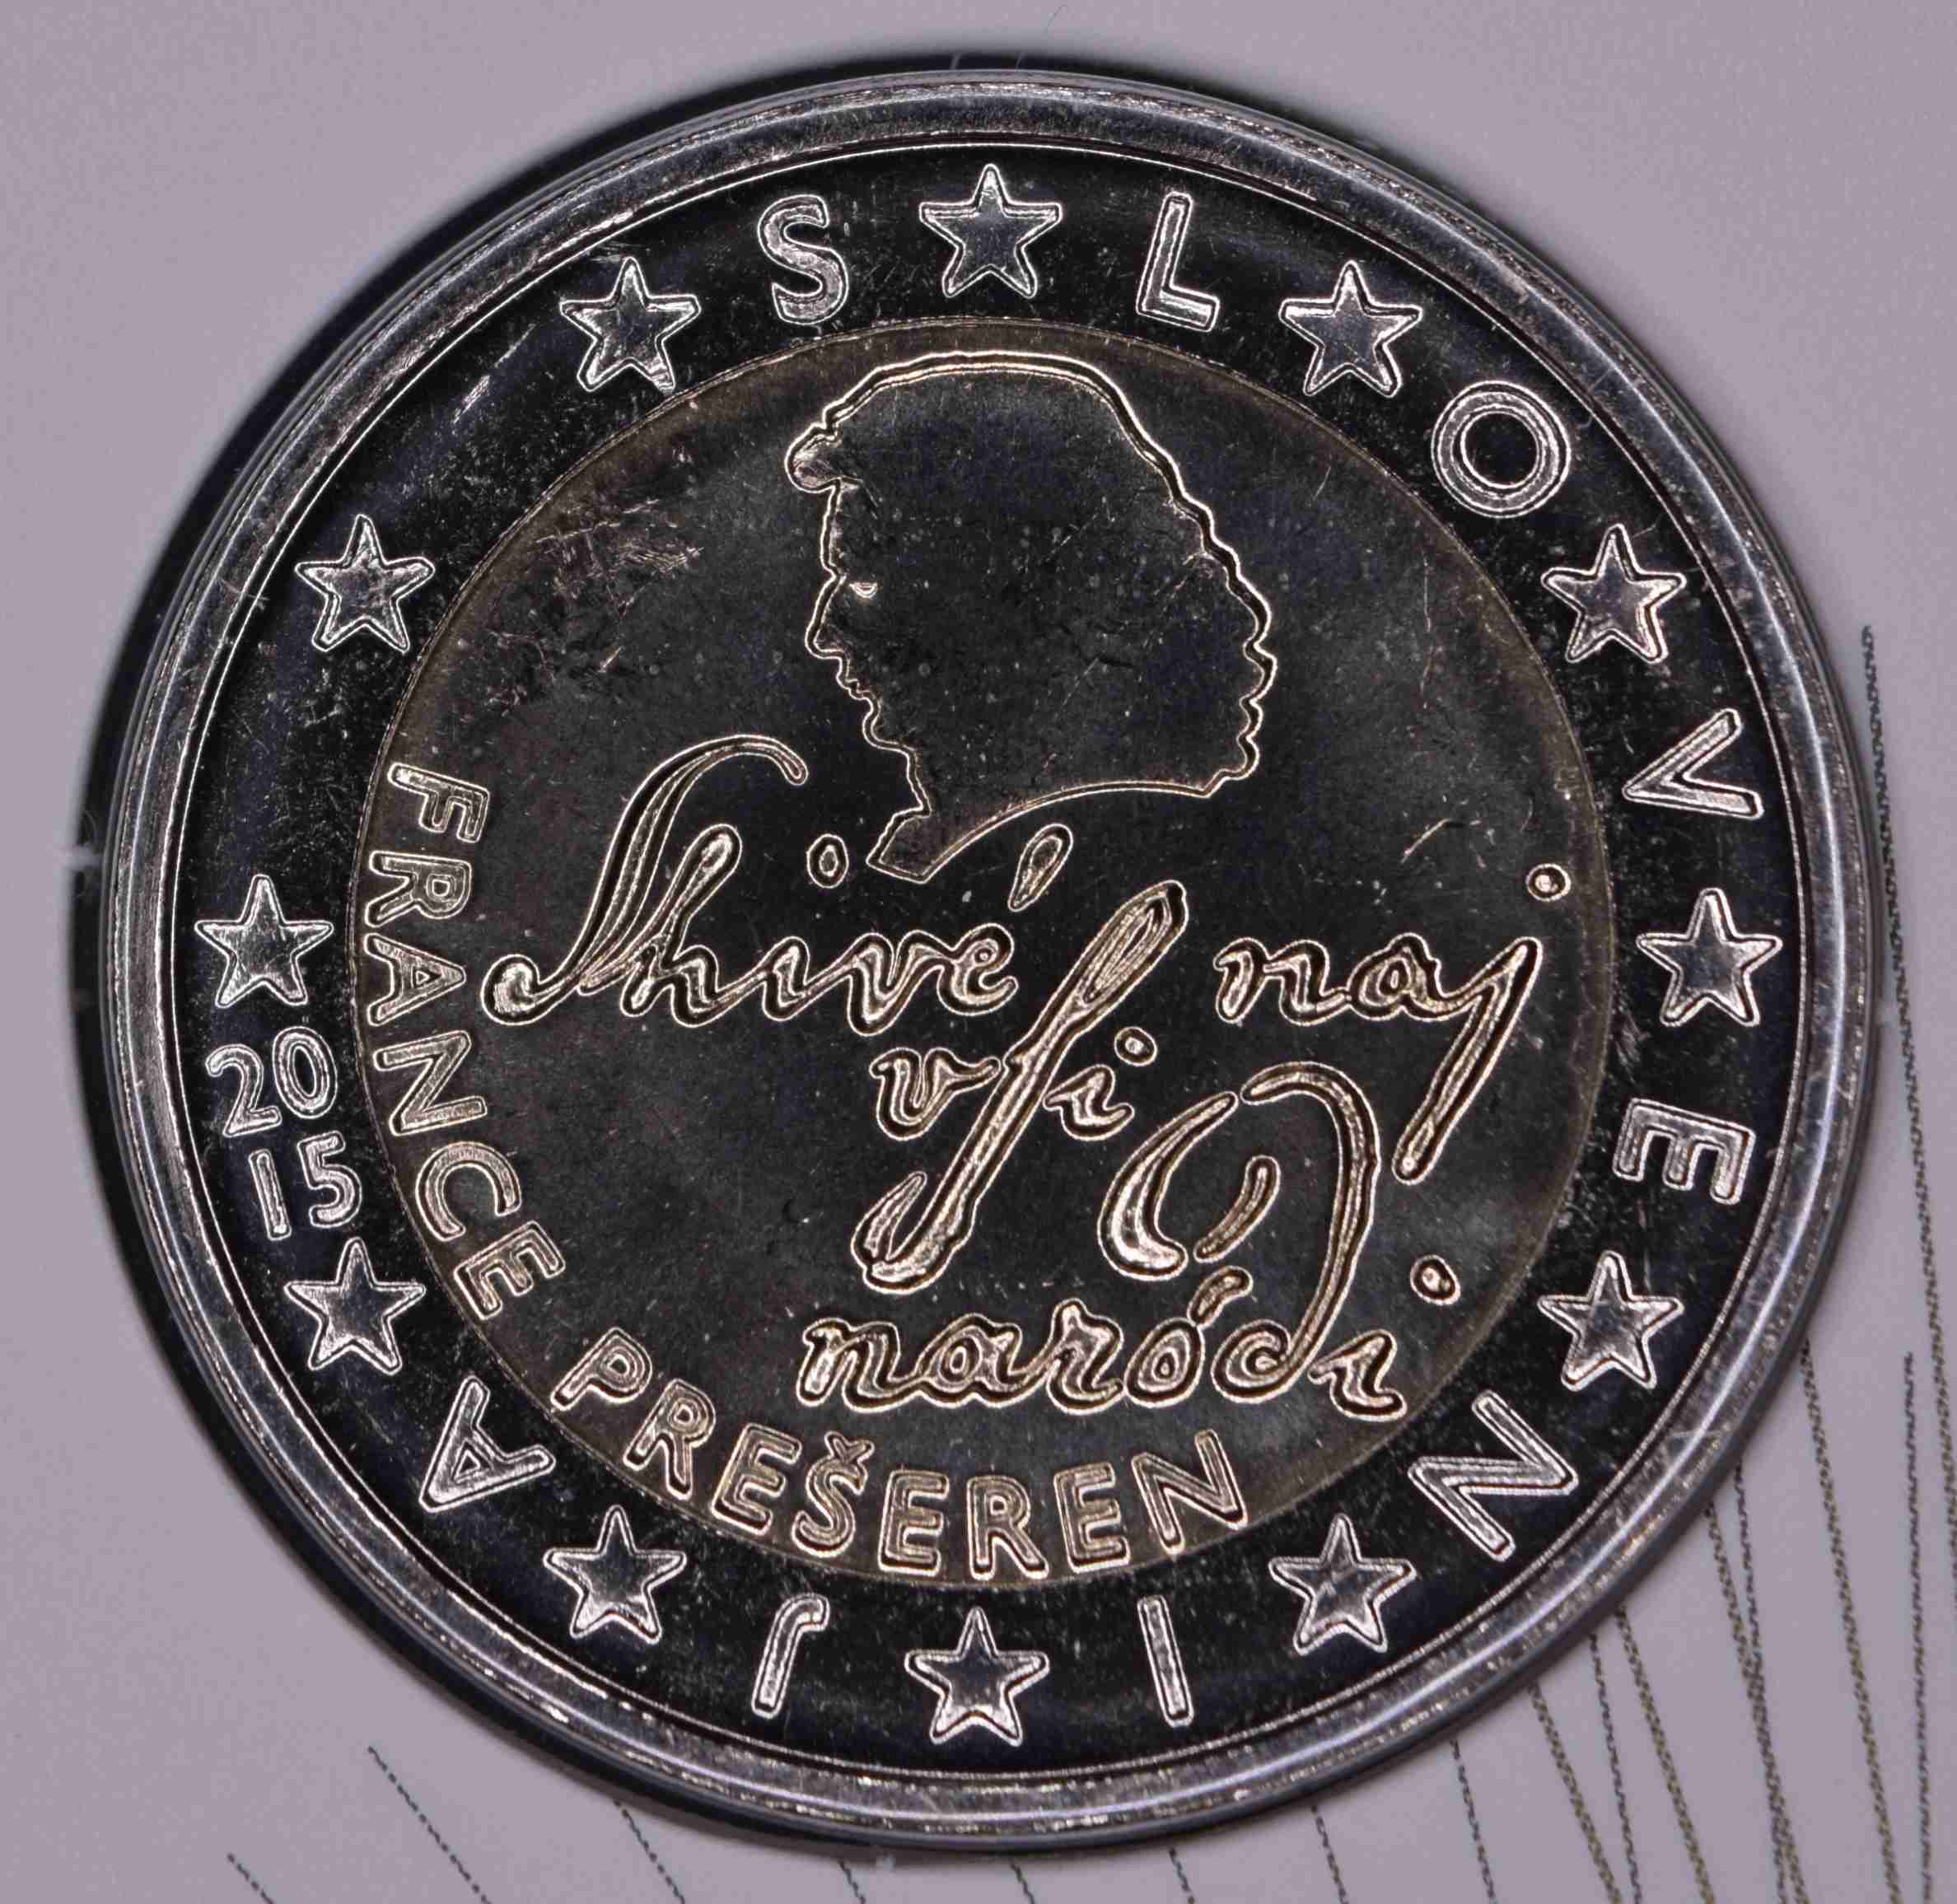 SLOVENIJA
2015
FRANCE PREŠEREN
Shivé naj
vſi
naródi